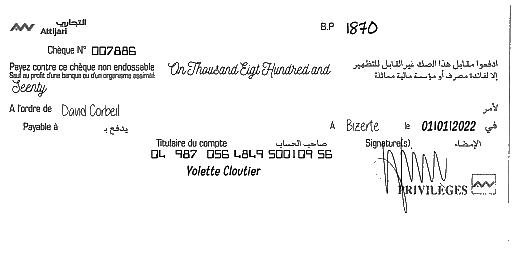 التجاري
Attijari
B.P 1870
Chèque N° 007886
Payez contre ce chèque non endossable
Sauf au profit d'une banque ou d'un organisme assimilé
On Thousand Eigt Hundred and
Seenty
ادفعوا مقابل هذا الصك غير القابل للتظهير
إلا لفائدة مصرف أو مؤسسة مالية مماثلة
A l'ordre de David Corbeil لأمر
Payable à يدفع بـ A Bizerte le 01/01/2022 في
Titulaire du compte صاحب الحساب Signature(s) الإمضاء
04 987 056 4849 500109 56
Yolette Cloutier
PRIVILÈGES